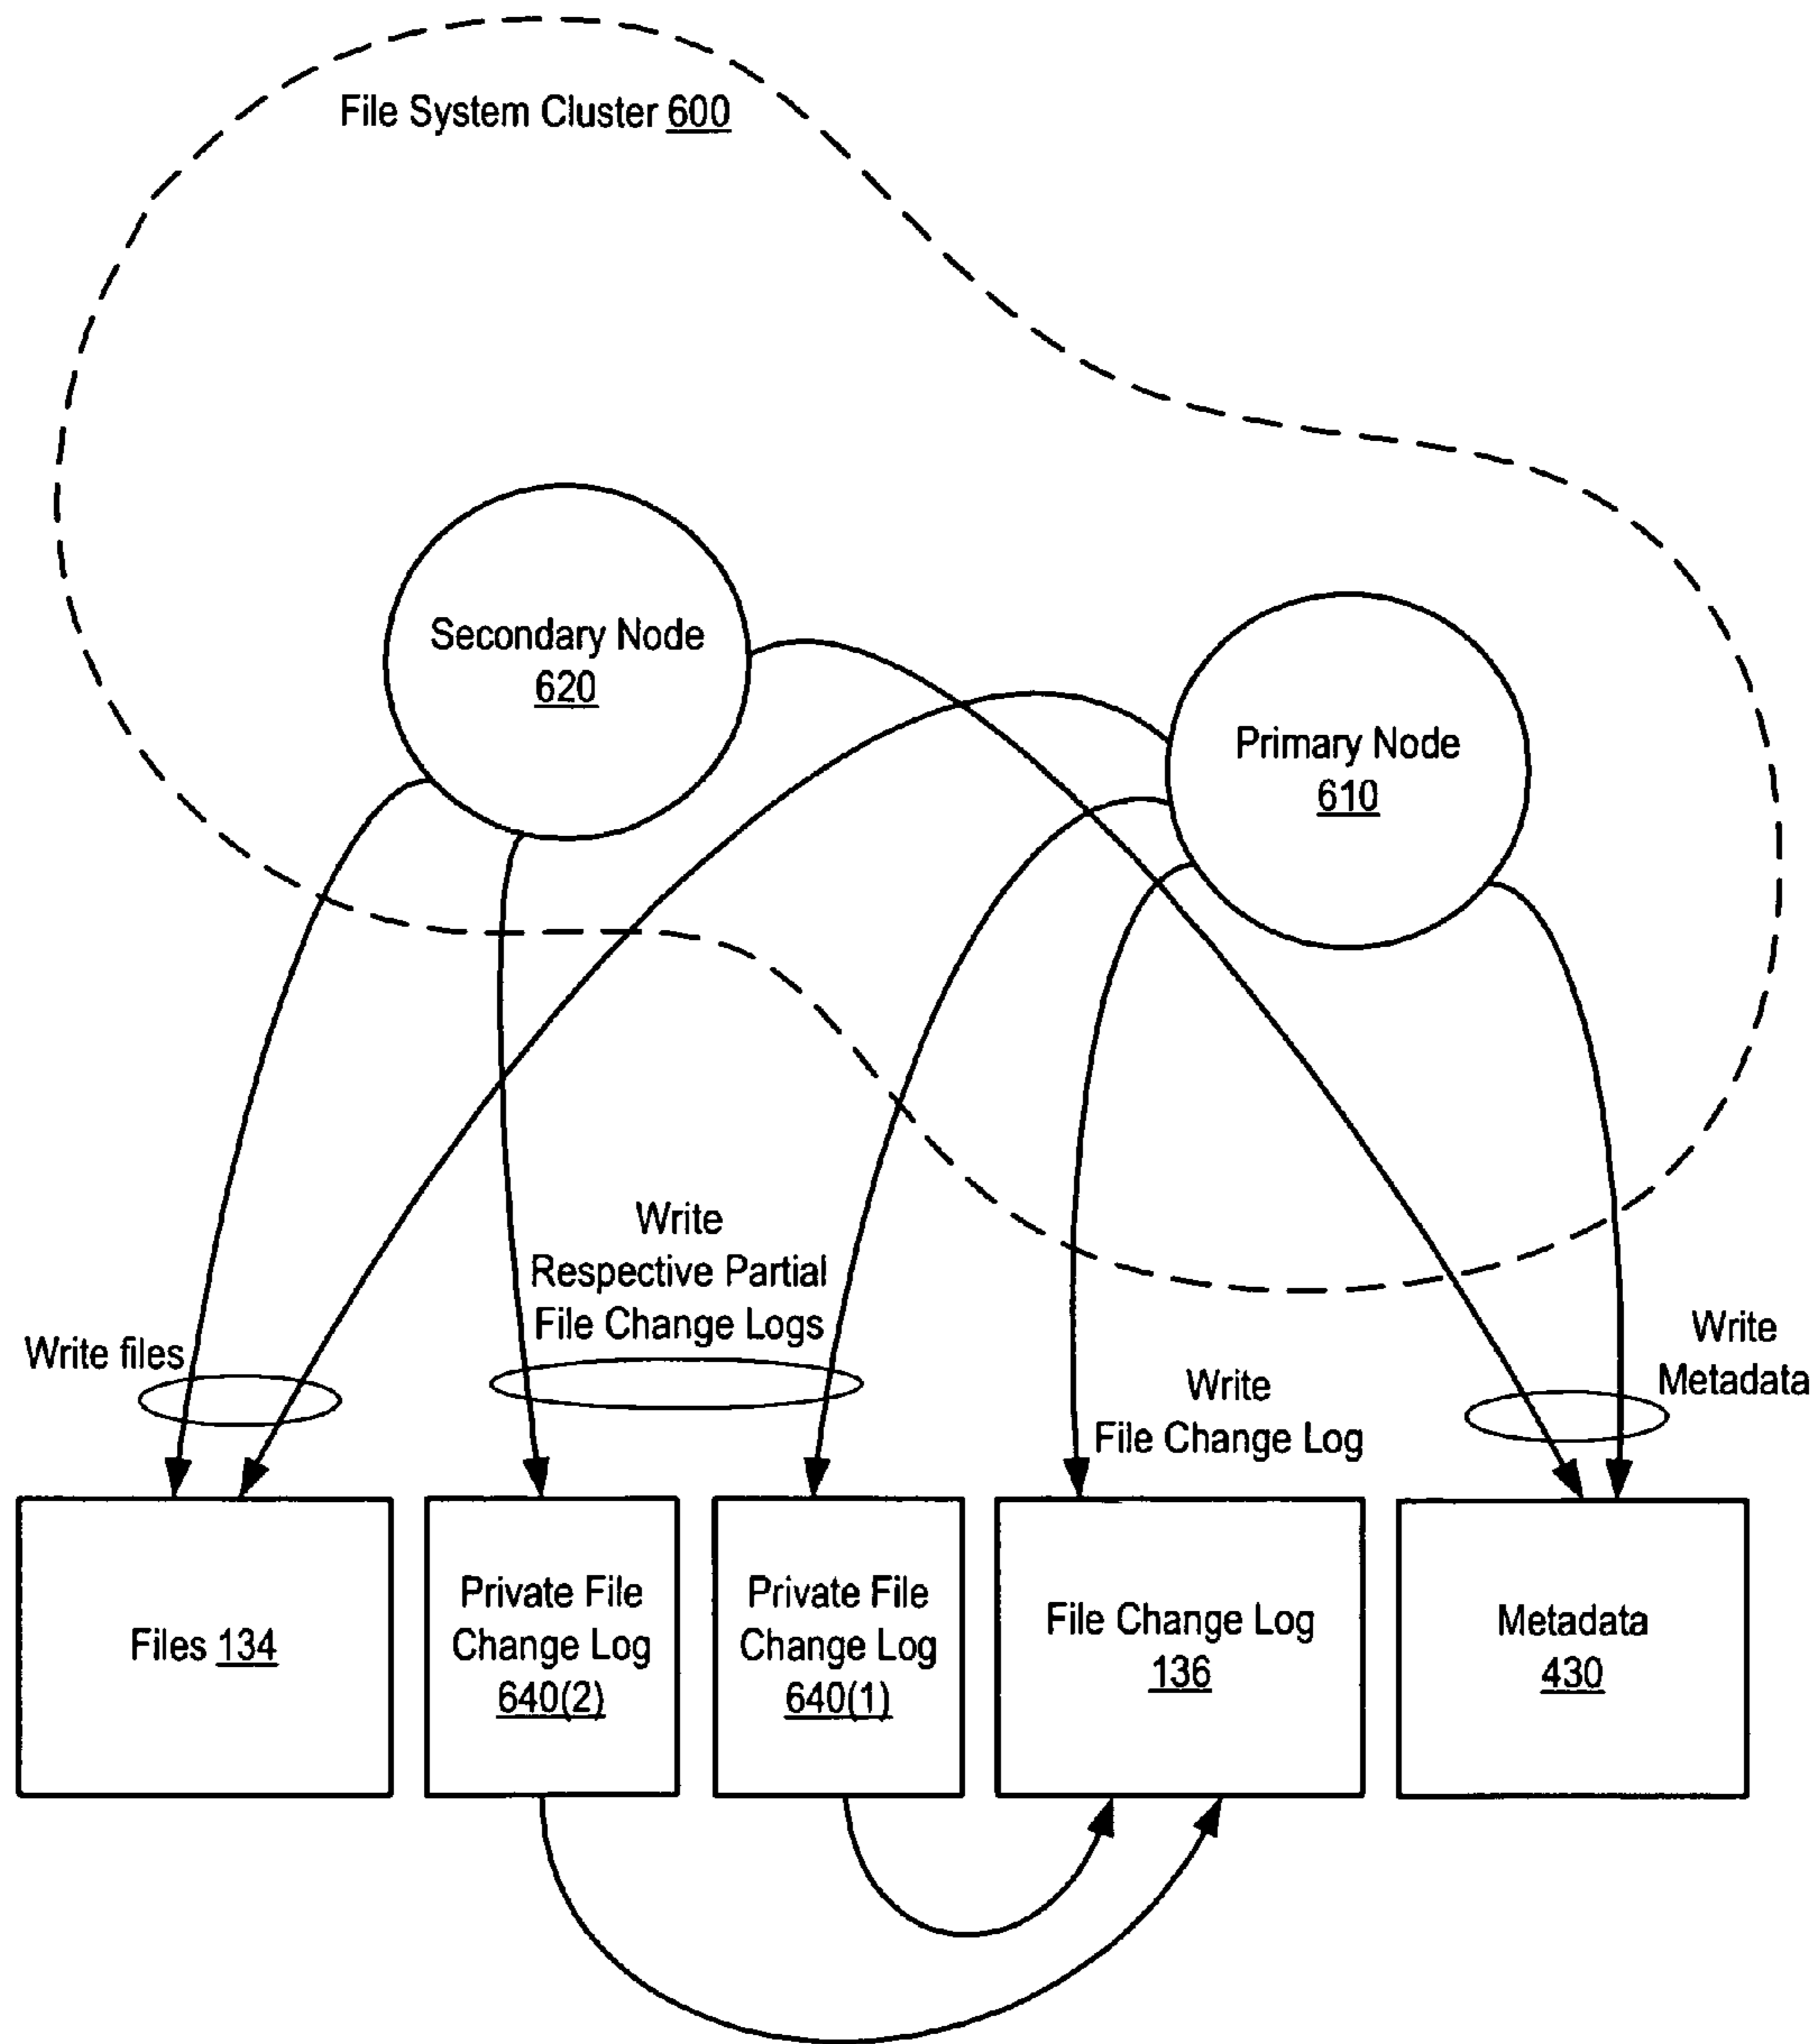 File System Cluster 600
Secondary Node
620
Primary Node
610
Write
Respective Partial
File Change Logs
Write files
Write
Metadata
Write
File Change Log
Files 134
Private File
Change Log
640(2)
Private File
Change Log
640(1)
File Change Log
136
Metadata
430